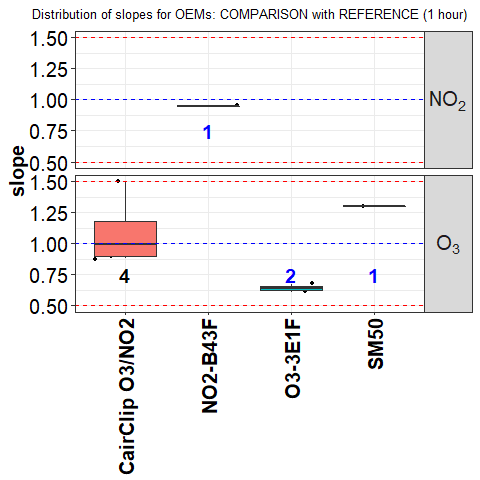 Distribution of slopes for OEMs: COMPARISON with REFERENCE (1 hour)
slope
1.50
1.25
1.00
0.75
0.50
1
NO₂
1.50
1.25
1.00
0.75
0.50
4
2
1
O₃
CairClip O3/NO2
NO2-B43F
O3-3E1F
SM50